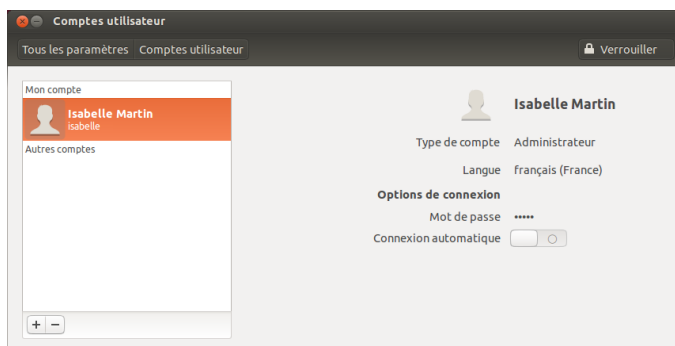 Comptes utilisateur
Tous les paramètres Comptes utilisateur Verrouiller
Mon compte
Isabelle Martin
isabelle
Autres comptes
Isabelle Martin
Type de compte Administrateur
Langue français (France)
Options de connexion
Mot de passe •••••
Connexion automatique